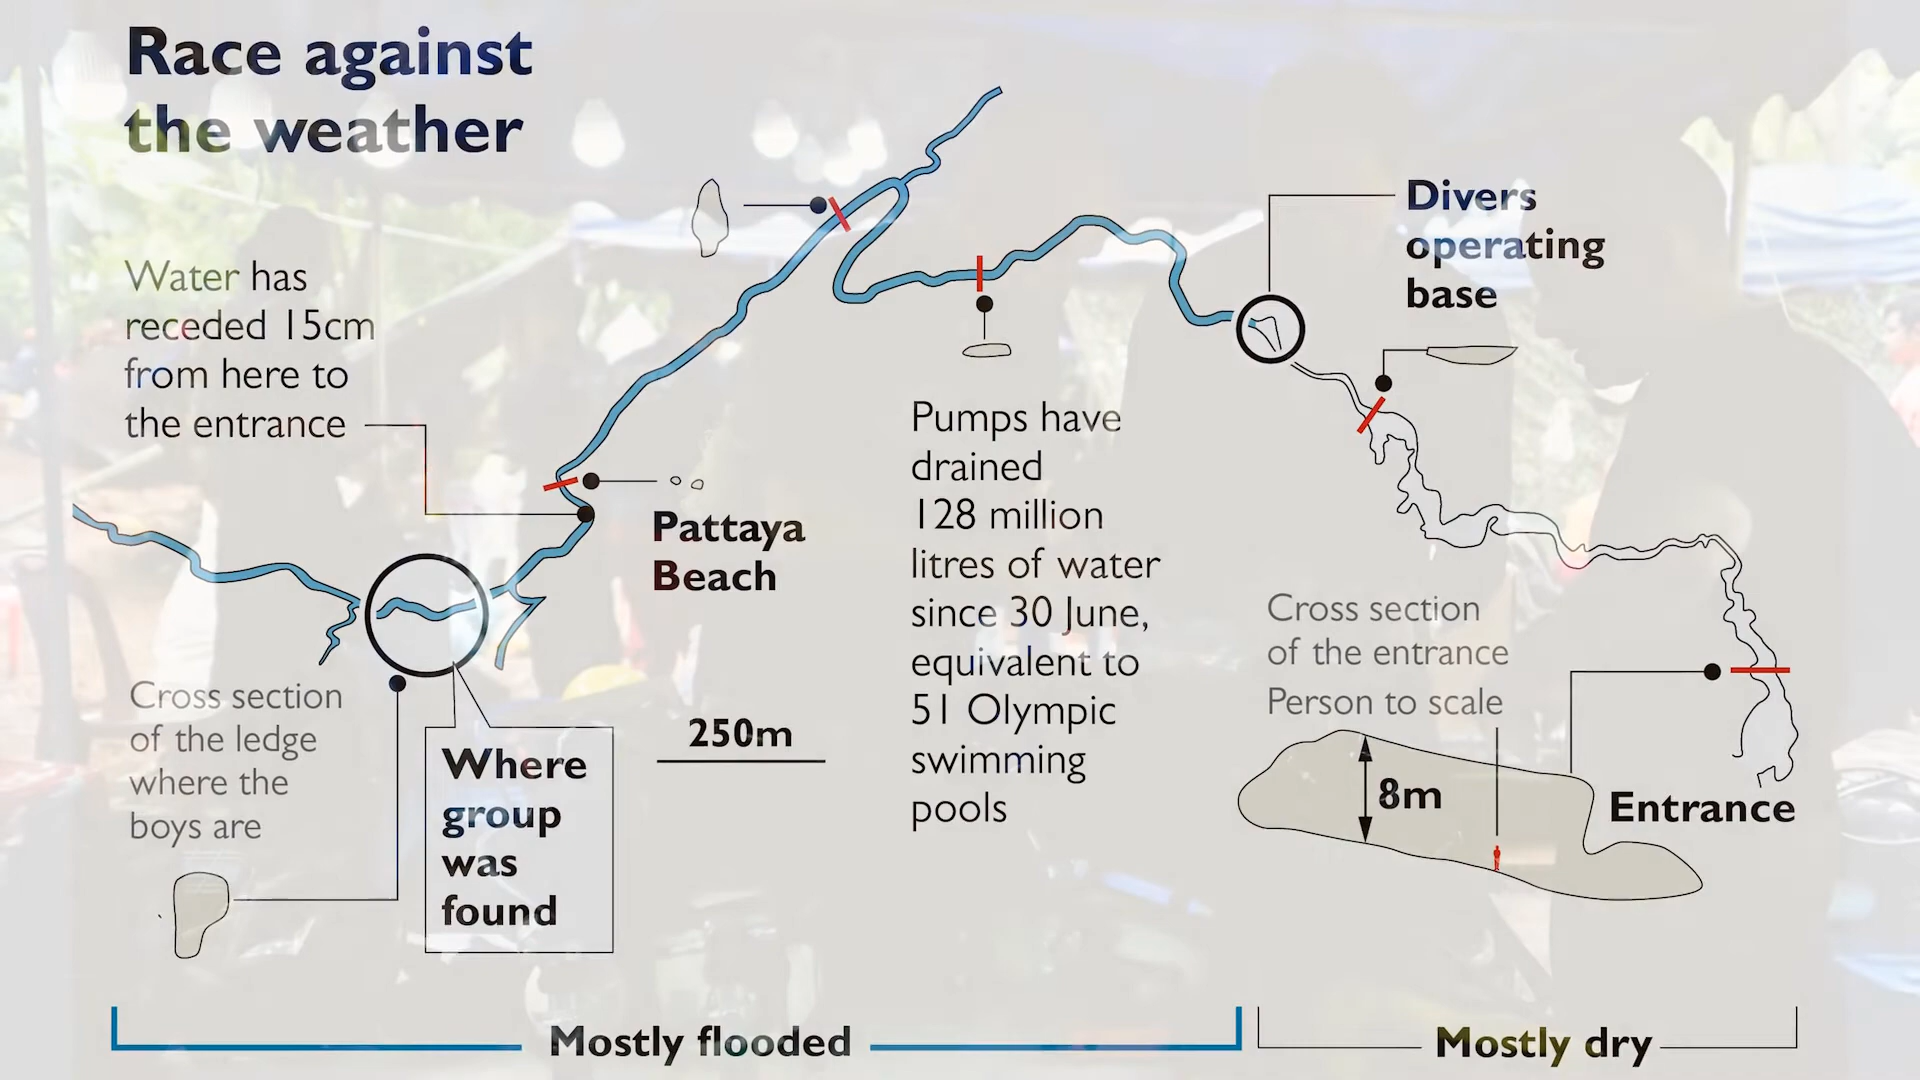 Race against
the weather
Water has
receded 15cm
from here to
the entrance
Divers
operating
base
Pattaya
Beach
Pumps have
drained
128 million
litres of water
since 30 June,
equivalent to
51 Olympic
swimming
pools
Cross section
of the entrance
Person to scale
8m
Entrance
Cross section
of the ledge
where the
boys are
Where
group
was
found
250m
Mostly flooded
Mostly dry